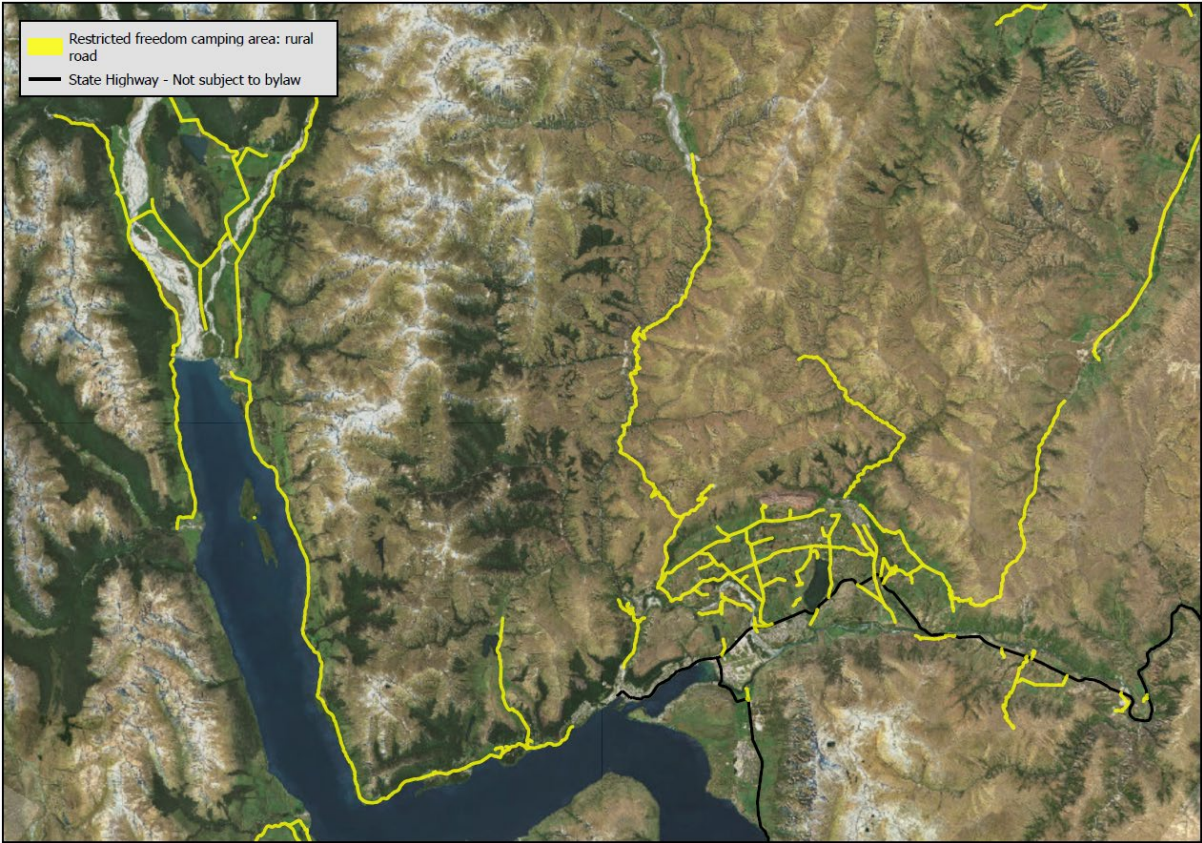 Restricted freedom camping area: rural
road
State Highway - Not subject to bylaw